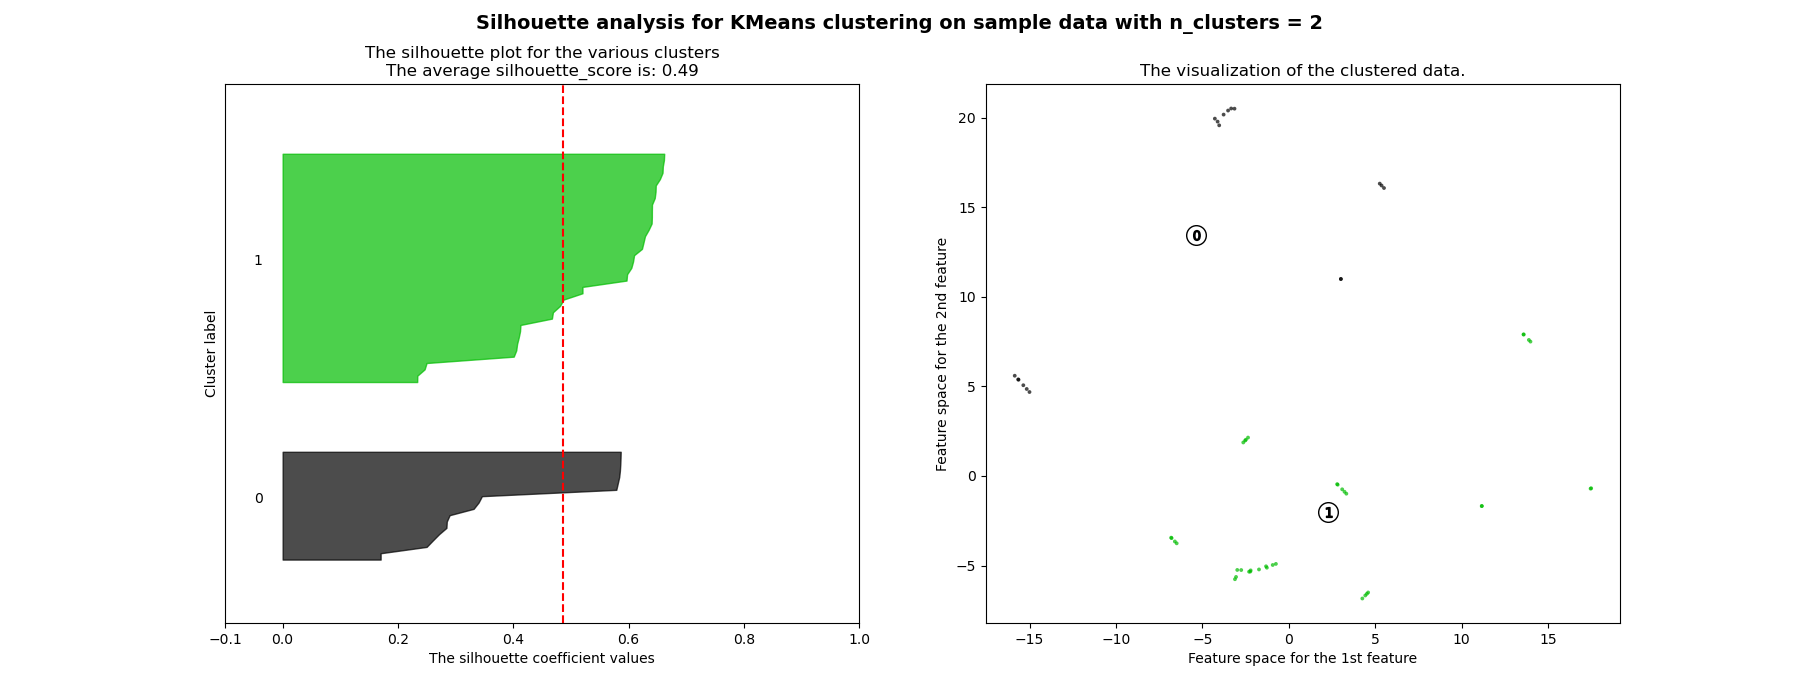 Silhouette analysis for KMeans clustering on sample data with n_clusters = 2
The silhouette plot for the various clusters
The average silhouette_score is: 0.49
Cluster label
1
0
−0.1 0.0 0.2 0.4 0.6 0.8 1.0
The silhouette coefficient values
The visualization of the clustered data.
Feature space for the 2nd feature
20
15
10
5
0
−5
0
1
−15 −10 −5 0 5 10 15
Feature space for the 1st feature